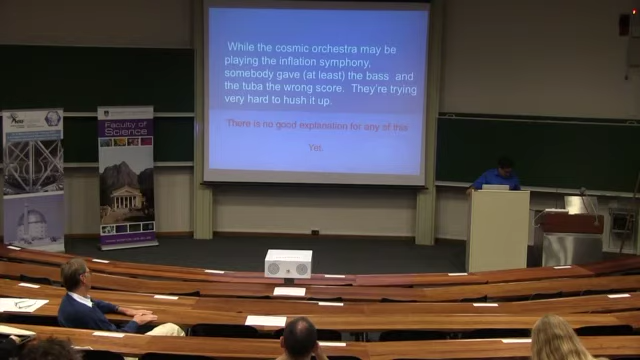 While the cosmic orchestra may be
playing the inflation symphony,
somebody gave (at least) the bass and
the tuba the wrong score. They're trying
very hard to hush it up.
There is no good explanation for any of this
Yes.
Faculty of
Science